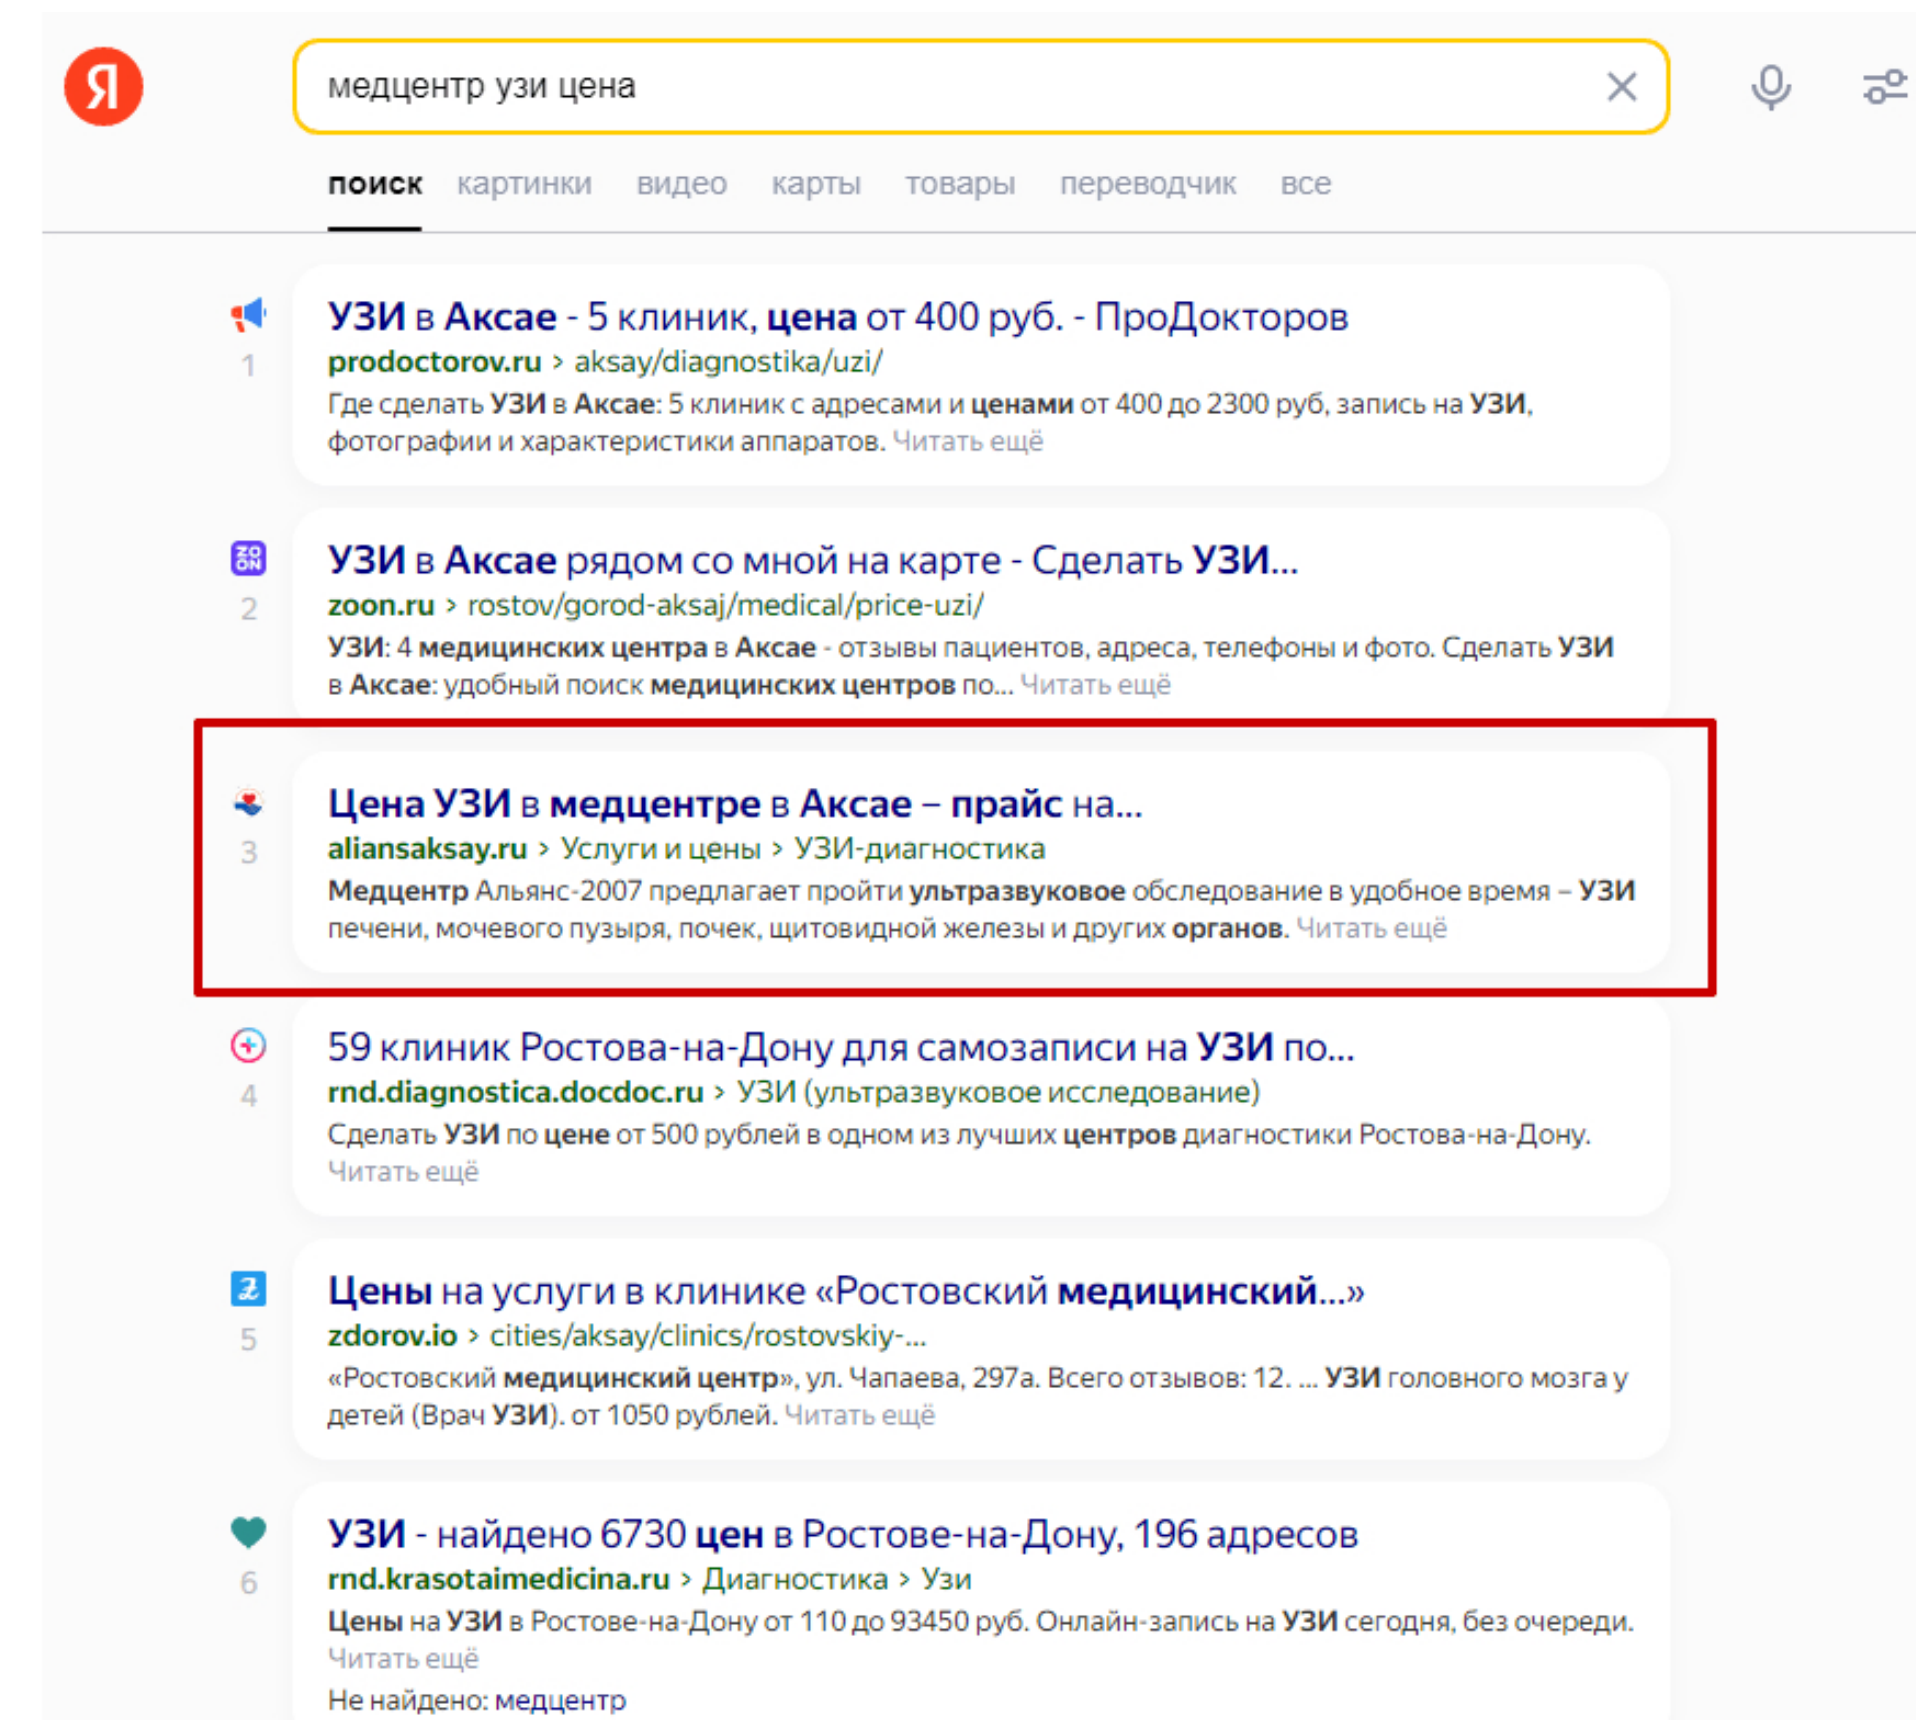 Я
медцентр узи цена
поиск картинки видео карты товары переводчик все
УЗИ в Аксае - 5 клиник, цена от 400 руб. - ПроДокторов
1
prodoctorov.ru › aksay/diagnostika/uzi/
Где сделать УЗИ в Аксае: 5 клиник с адресами и ценами от 400 до 2300 руб, запись на УЗИ,
фотографии и характеристики аппаратов. Читать ещё
ZO
ON
УЗИ в Аксае рядом со мной на карте - Сделать УЗИ...
2
zoon.ru › rostov/gorod-aksaj/medical/price-uzi/
УЗИ: 4 медицинских центра в Аксае - отзывы пациентов, адреса, телефоны и фото. Сделать УЗИ
в Аксае: удобный поиск медицинских центров по... Читать ещё
Цена УЗИ в медцентре в Аксае – прайс на...
3
aliansaksay.ru › Услуги и цены › УЗИ-диагностика
Медцентр Альянс-2007 предлагает пройти ультразвуковое обследование в удобное время – УЗИ
печени, мочевого пузыря, почек, щитовидной железы и других органов. Читать ещё
59 клиник Ростова-на-Дону для самозаписи на УЗИ по...
4
rnd.diagnostica.docdoc.ru › УЗИ (ультразвуковое исследование)
Сделать УЗИ по цене от 500 рублей в одном из лучших центров диагностики Ростова-на-Дону.
Читать ещё
Цены на услуги в клинике «Ростовский медицинский...»
5
zdorov.io › cities/aksay/clinics/rostovskiy-...
«Ростовский медицинский центр», ул. Чапаева, 297а. Всего отзывов: 12. ... УЗИ головного мозга у
детей (Врач УЗИ). от 1050 рублей. Читать ещё
УЗИ - найдено 6730 цен в Ростове-на-Дону, 196 адресов
6
rnd.krasotaimedicina.ru › Диагностика › Узи
Цены на УЗИ в Ростове-на-Дону от 110 до 93450 руб. Онлайн-запись на УЗИ сегодня, без очереди.
Читать ещё
Не найдено: медцентр